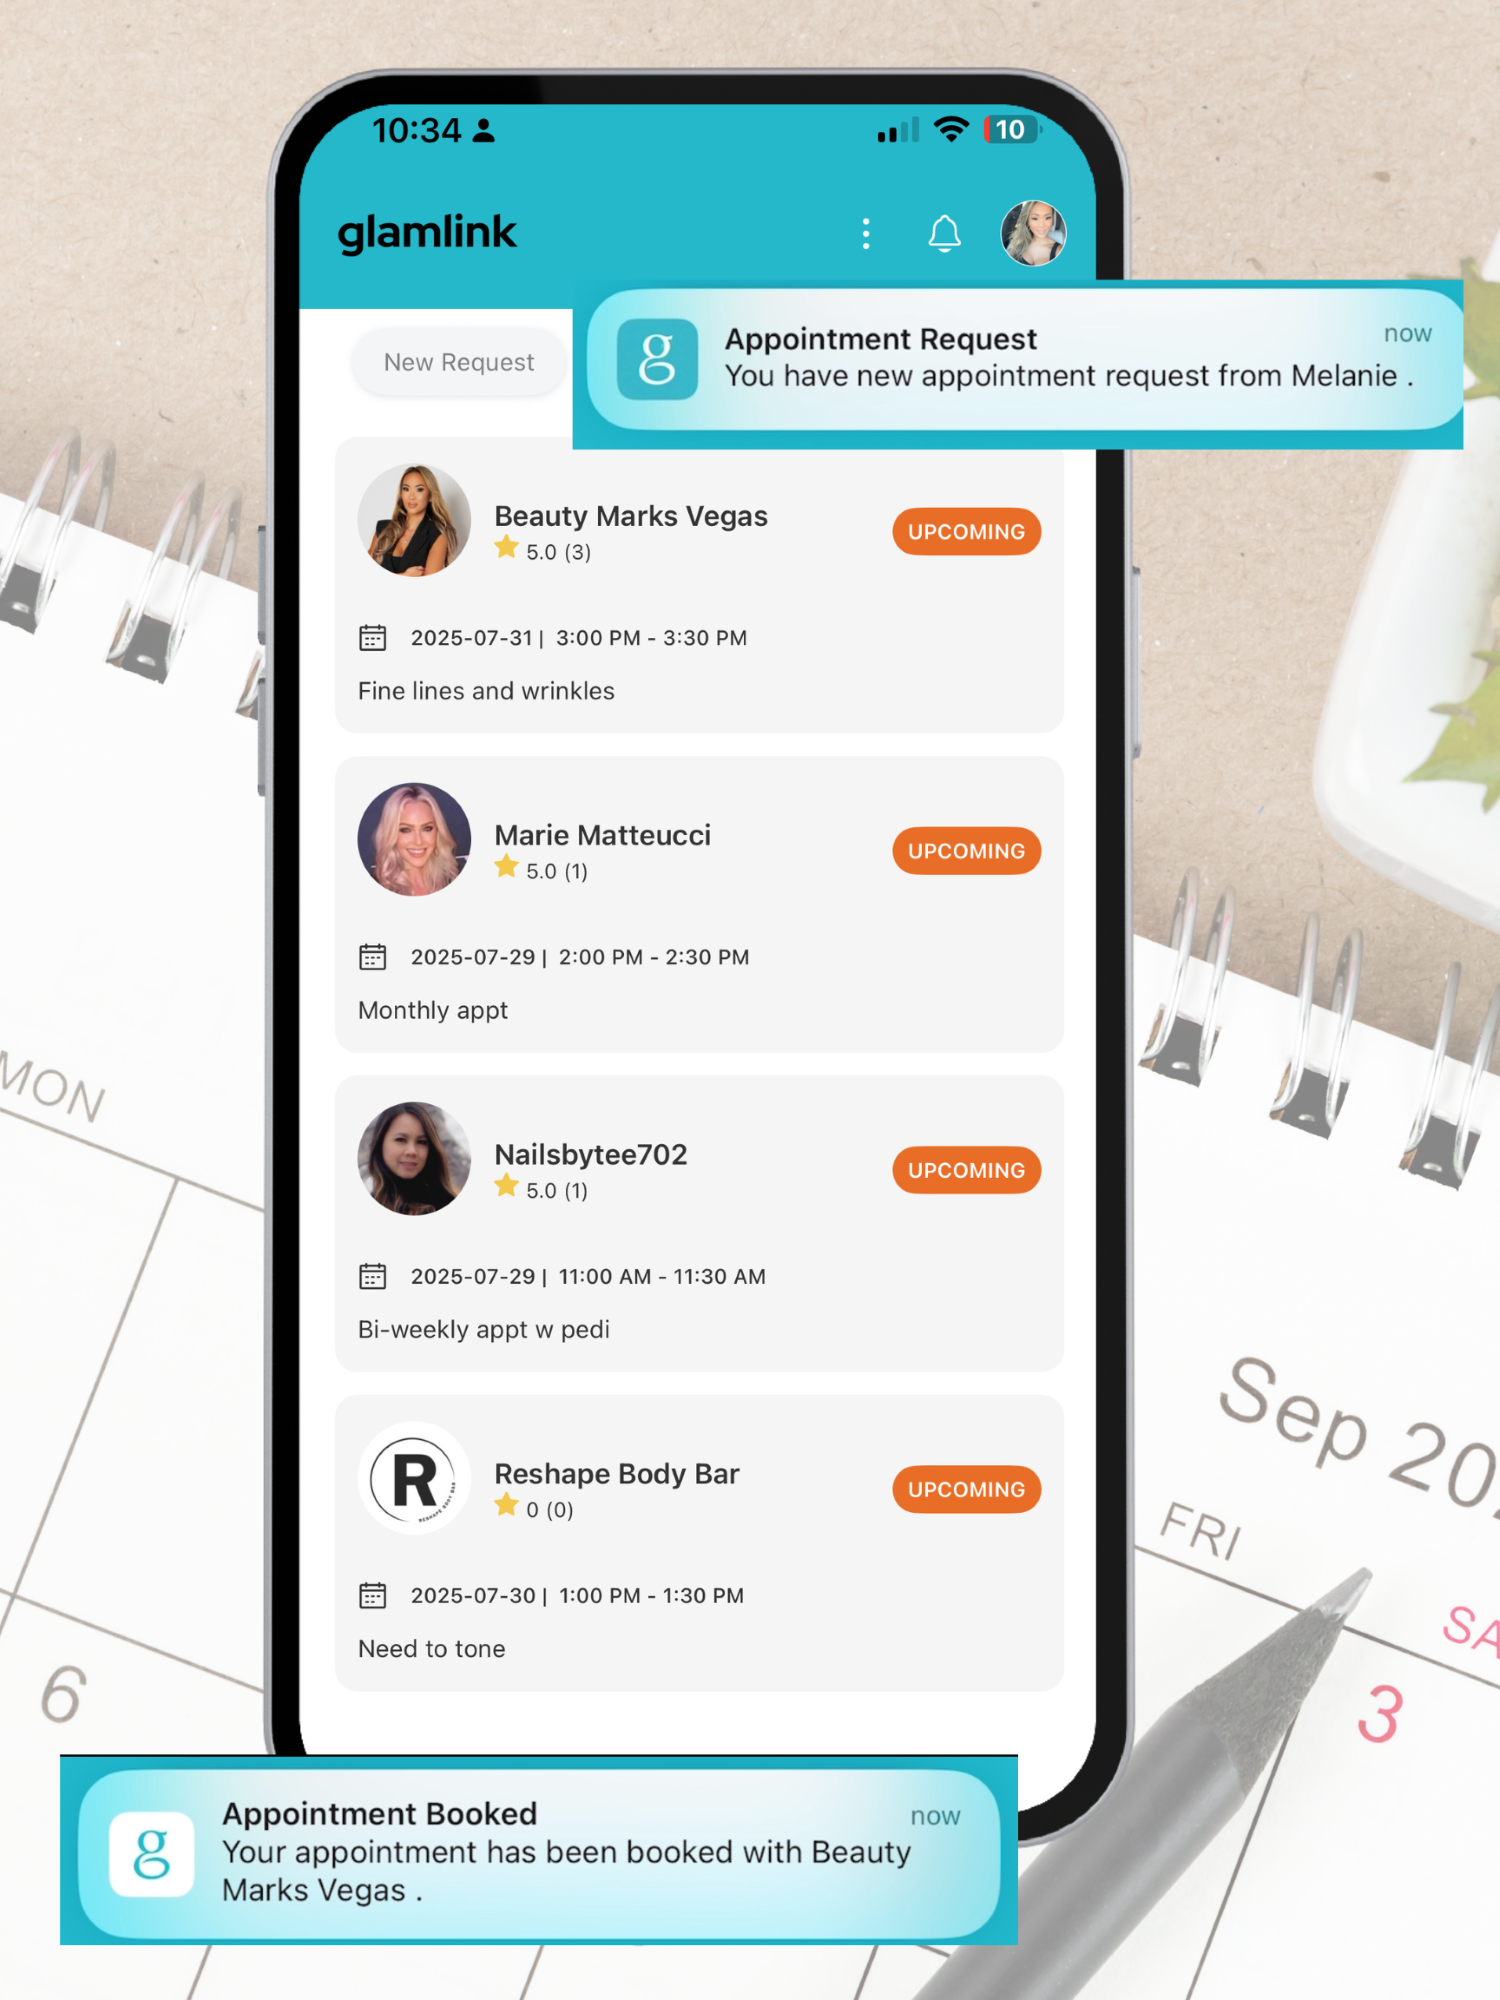 10:34
10
glamlink
New Request
Appointment Request
now
You have new appointment request from Melanie .
Beauty Marks Vegas
5.0 (3)
UPCOMING
2025-07-31 | 3:00 PM - 3:30 PM
Fine lines and wrinkles
Marie Matteucci
5.0 (1)
UPCOMING
2025-07-29 | 2:00 PM - 2:30 PM
Monthly appt
MON
Nailsbytee702
5.0 (1)
UPCOMING
2025-07-29 | 11:00 AM - 11:30 AM
Bi-weekly appt w pedi
Sep 20
R
RESHAPE BODY BAR
Reshape Body Bar
0 (0)
UPCOMING
2025-07-30 | 1:00 PM - 1:30 PM
Need to tone
FRI
SA
6
3
g
Appointment Booked
now
Your appointment has been booked with Beauty
Marks Vegas .
g